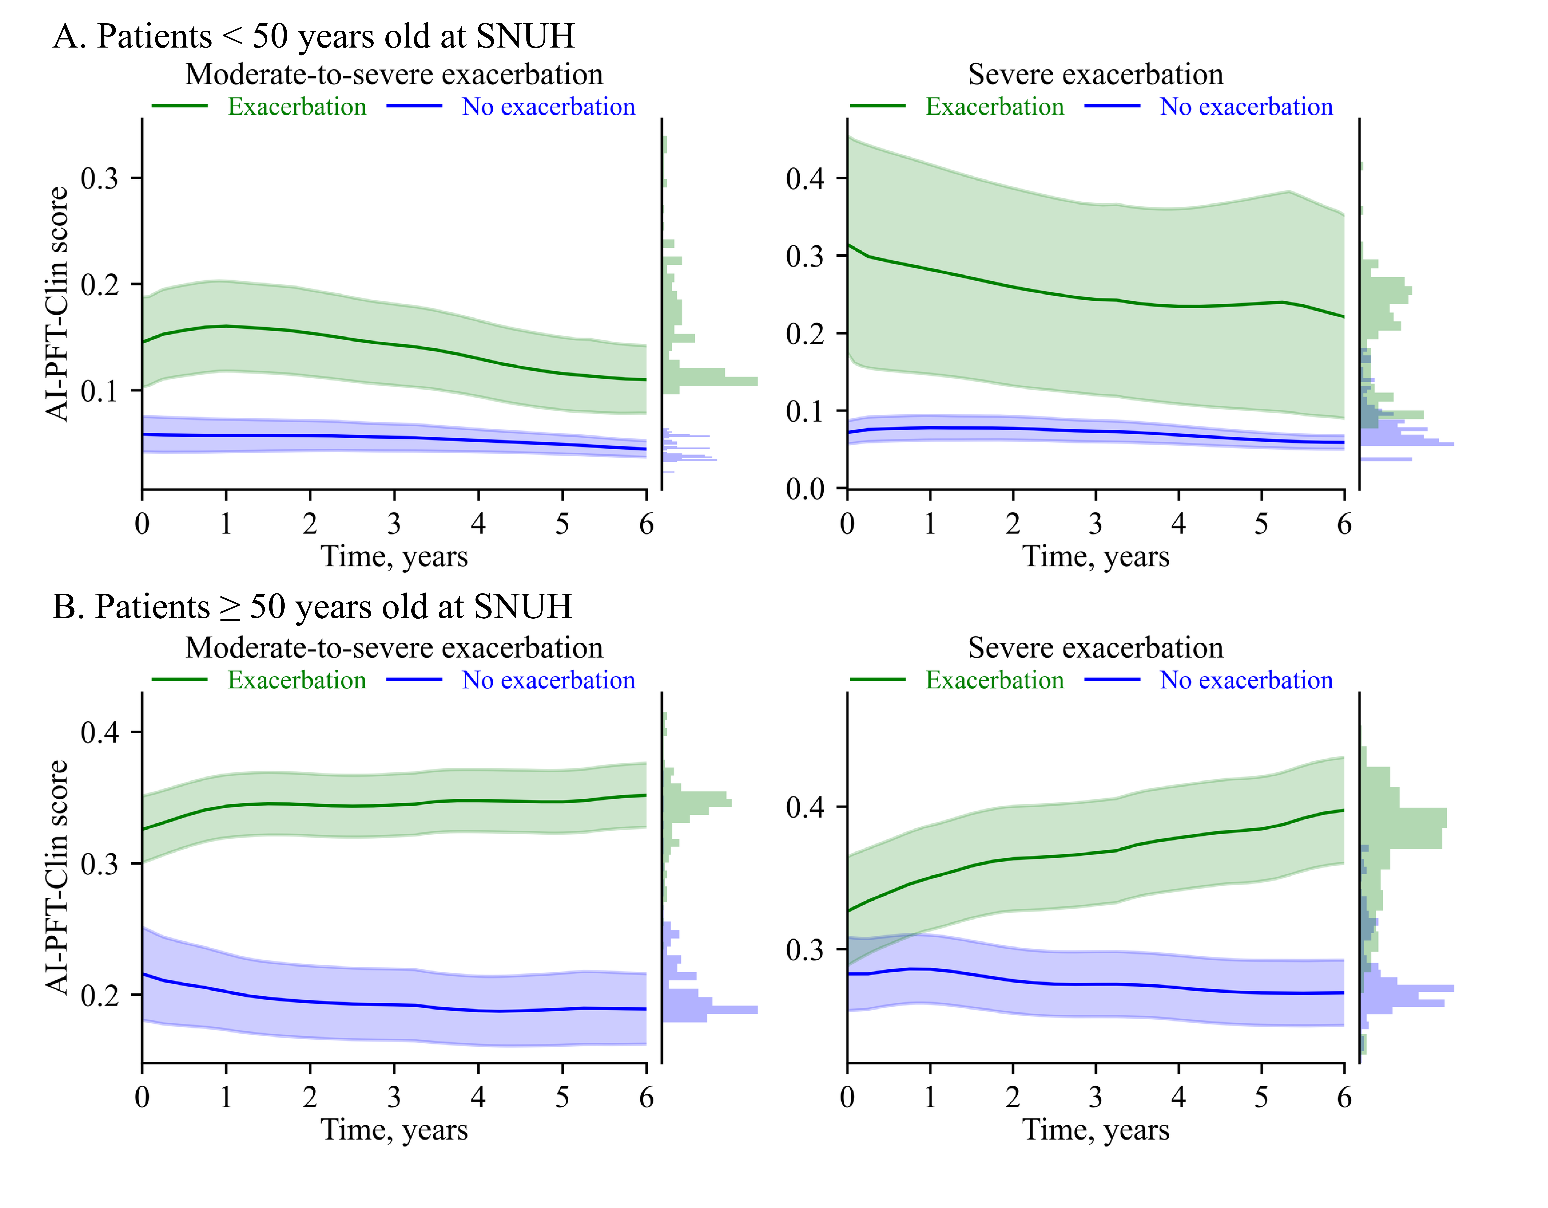 A. Patients < 50 years old at SNUH
Moderate-to-severe exacerbation
Exacerbation No exacerbation
AI-PFT-Clin score
0.3
0.2
0.1
0 1 2 3 4 5 6
Time, years
Severe exacerbation
Exacerbation No exacerbation
0.4
0.3
0.2
0.1
0.0
0 1 2 3 4 5 6
Time, years
B. Patients ≥ 50 years old at SNUH
Moderate-to-severe exacerbation
Exacerbation No exacerbation
AI-PFT-Clin score
0.4
0.3
0.2
0 1 2 3 4 5 6
Time, years
Severe exacerbation
Exacerbation No exacerbation
0.4
0.3
0 1 2 3 4 5 6
Time, years